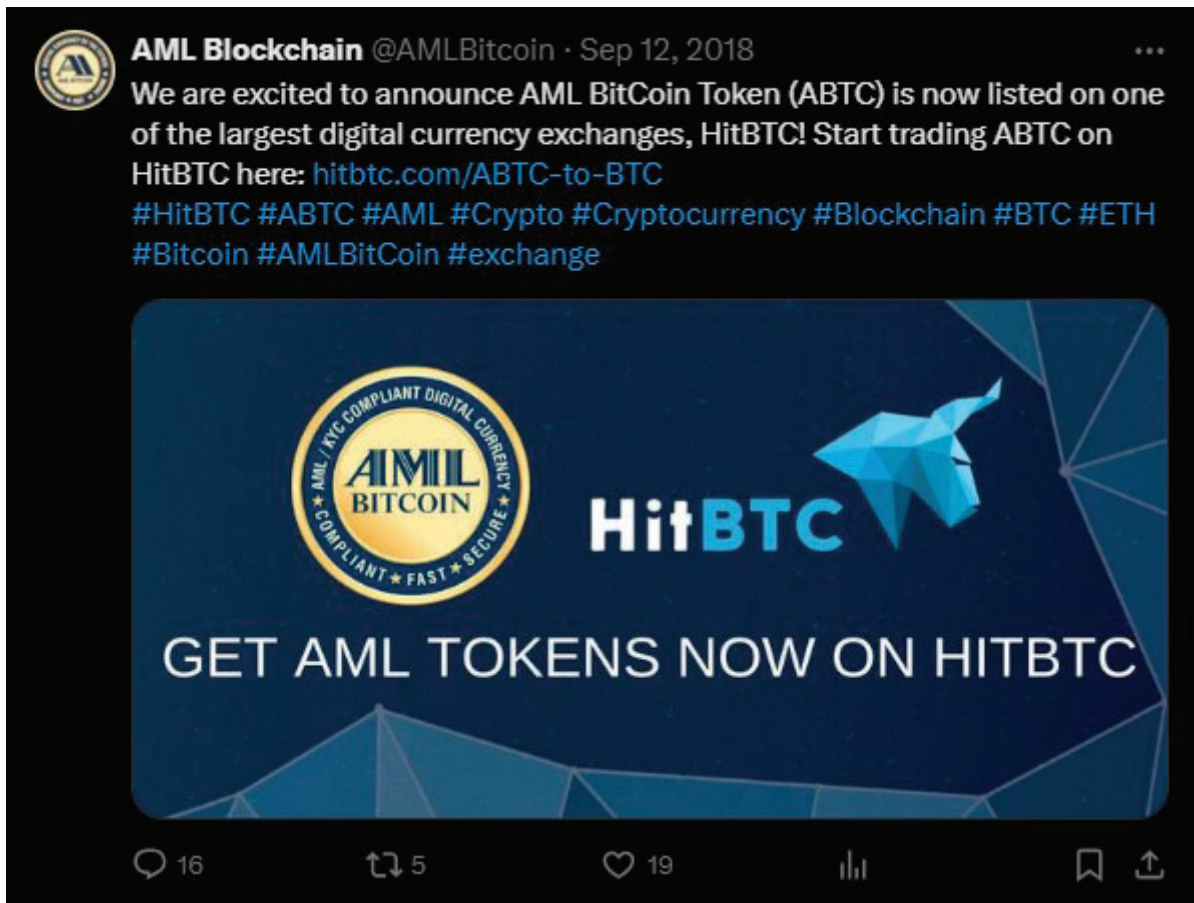 AML Blockchain @AMLBitcoin · Sep 12, 2018
We are excited to announce AML BitCoin Token (ABTC) is now listed on one
of the largest digital currency exchanges, HitBTC! Start trading ABTC on
HitBTC here: hitbtc.com/ABTC-to-BTC
#HitBTC #ABTC #AML #Crypto #Cryptocurrency #Blockchain #BTC #ETH
#Bitcoin #AMLBitCoin #exchange
AML / KYC COMPLIANT DIGITAL CURRENCY
AML
BITCOIN
COMPLIANT ★ FAST ★ SECURE
HitBTC
GET AML TOKENS NOW ON HITBTC
16 5 19